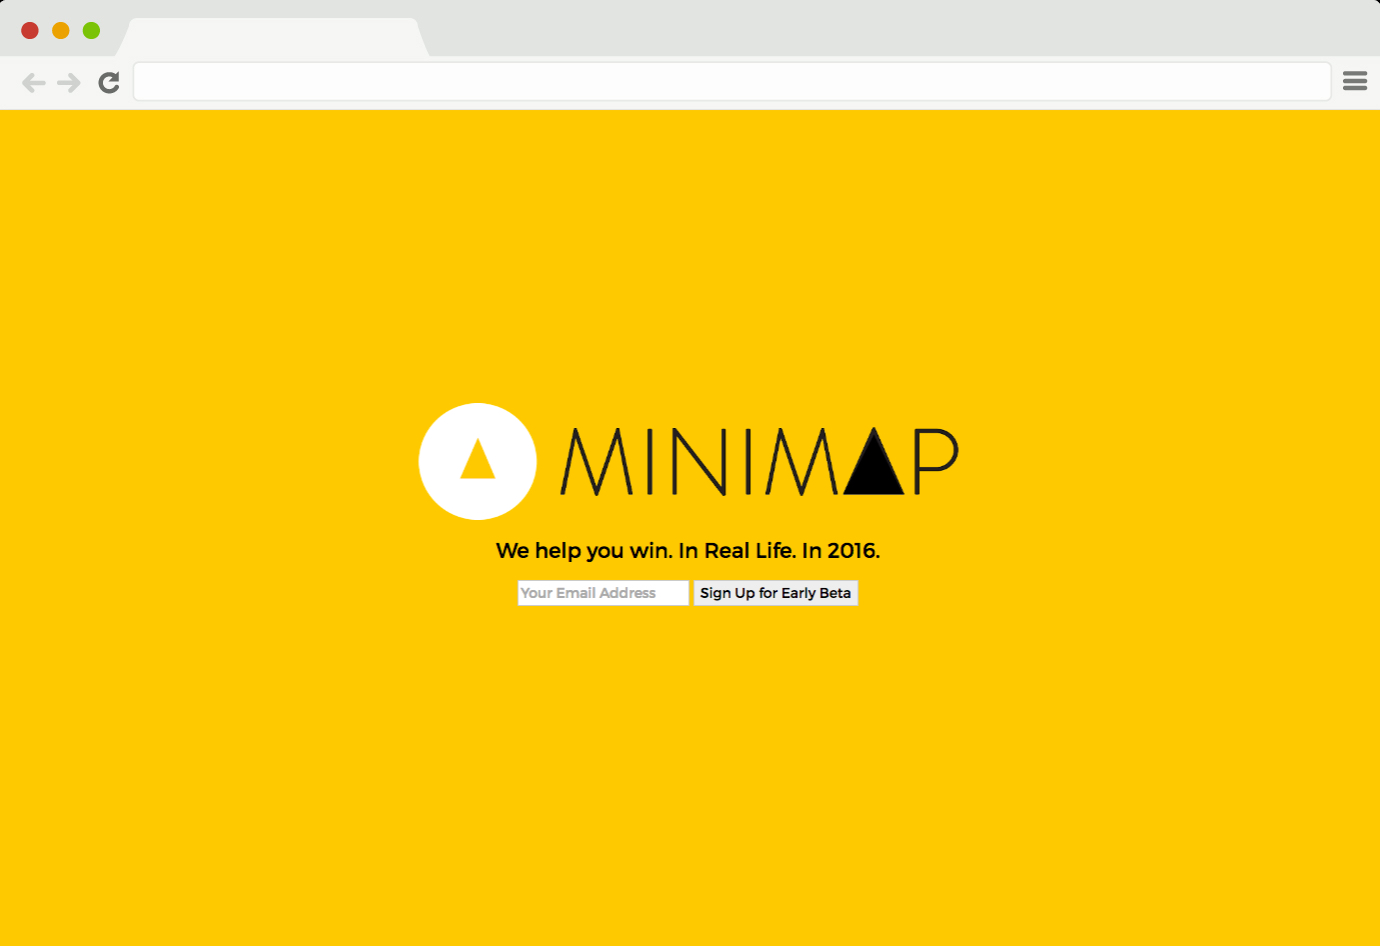 MINIMAP
We help you win. In Real Life. In 2016.
Your Email Address
Sign Up for Early Beta